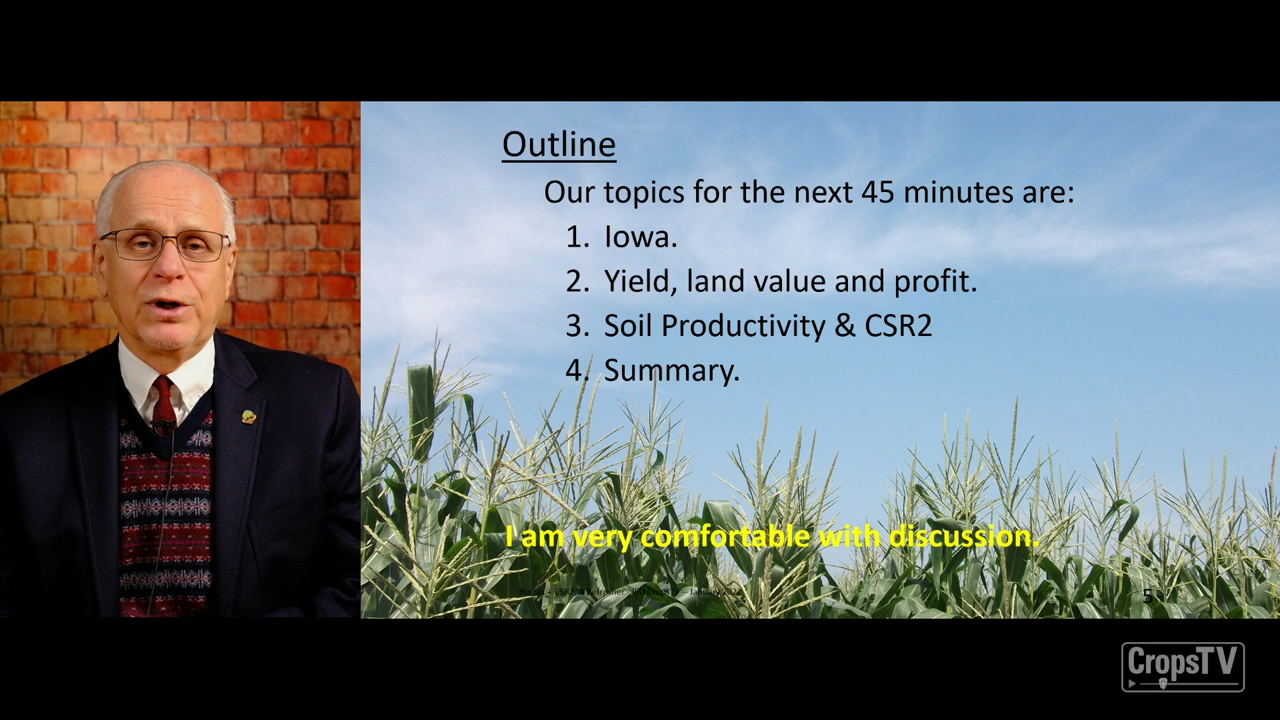 Outline
Our topics for the next 45 minutes are:
1. Iowa.
2. Yield, land value and profit.
3. Soil Productivity & CSR2
4. Summary.
I am very comfortable with discussion.
5
CropsTV